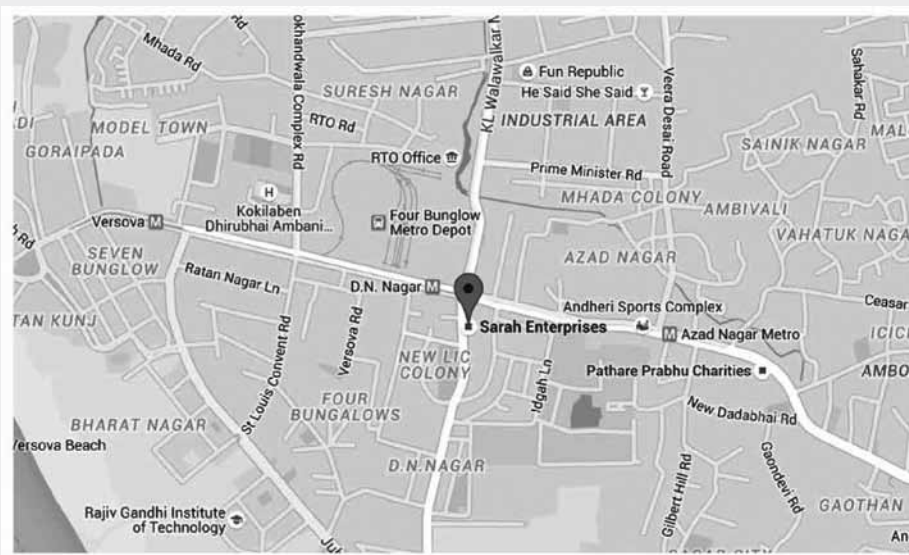 Mhada Rd
okhandwala Complex Rd
KL Walawalkar M
Fun Republic
He Said She Said
Veera Desai Road
Sahakar Rd
SURESH NAGAR
INDUSTRIAL AREA
MODEL TOWN
RTO Rd
ADI
GORAIPADA
SAINIK NAGAR
MAL
RTO Office
Prime Minister Rd
H
Kokilaben
Dhirubhai Ambani...
MHADA COLONY
AMBIVALI
Versova M
Four Bunglow
Metro Depot
h Rd
VAHATUK NAGA
SEVEN
BUNGLOW
AZAD NAGAR
Ratan Nagar Ln
D.N. Nagar M
Andheri Sports Complex
Ceasar
TAN KUNJ
Sarah Enterprises
M Azad Nagar Metro
ICICI
Versova Rd
NEW LIC
COLONY
Pathare Prabhu Charities
AMBO
St Louis Convent Rd
Idgah Ln
FOUR
BUNGALOWS
New Dadabhai Rd
BHARAT NAGAR
Versova Beach
D.N.NAGAR
Gilbert Hill Rd
Gaondevi Rd
GAOTHAN
Rajiv Gandhi Institute
of Technology
An